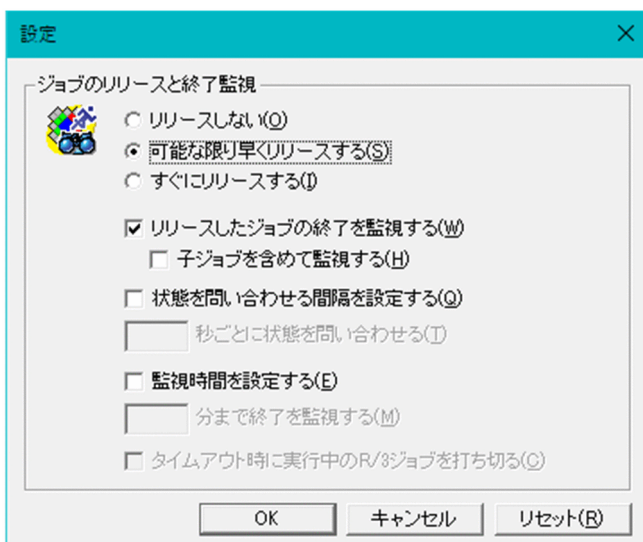 設定
ジョブのリリースと終了監視
リリースしない(O)
可能な限り早くリリースする(S)
すぐにリリースする(I)
リリースしたジョブの終了を監視する(W)
子ジョブを含めて監視する(H)
状態を問い合わせる間隔を設定する(Q)
秒ごとに状態を問い合わせる(T)
監視時間を設定する(E)
分まで終了を監視する(M)
タイムアウト時に実行中のR/3ジョブを打ち切る(C)
OK キャンセル リセット(R)